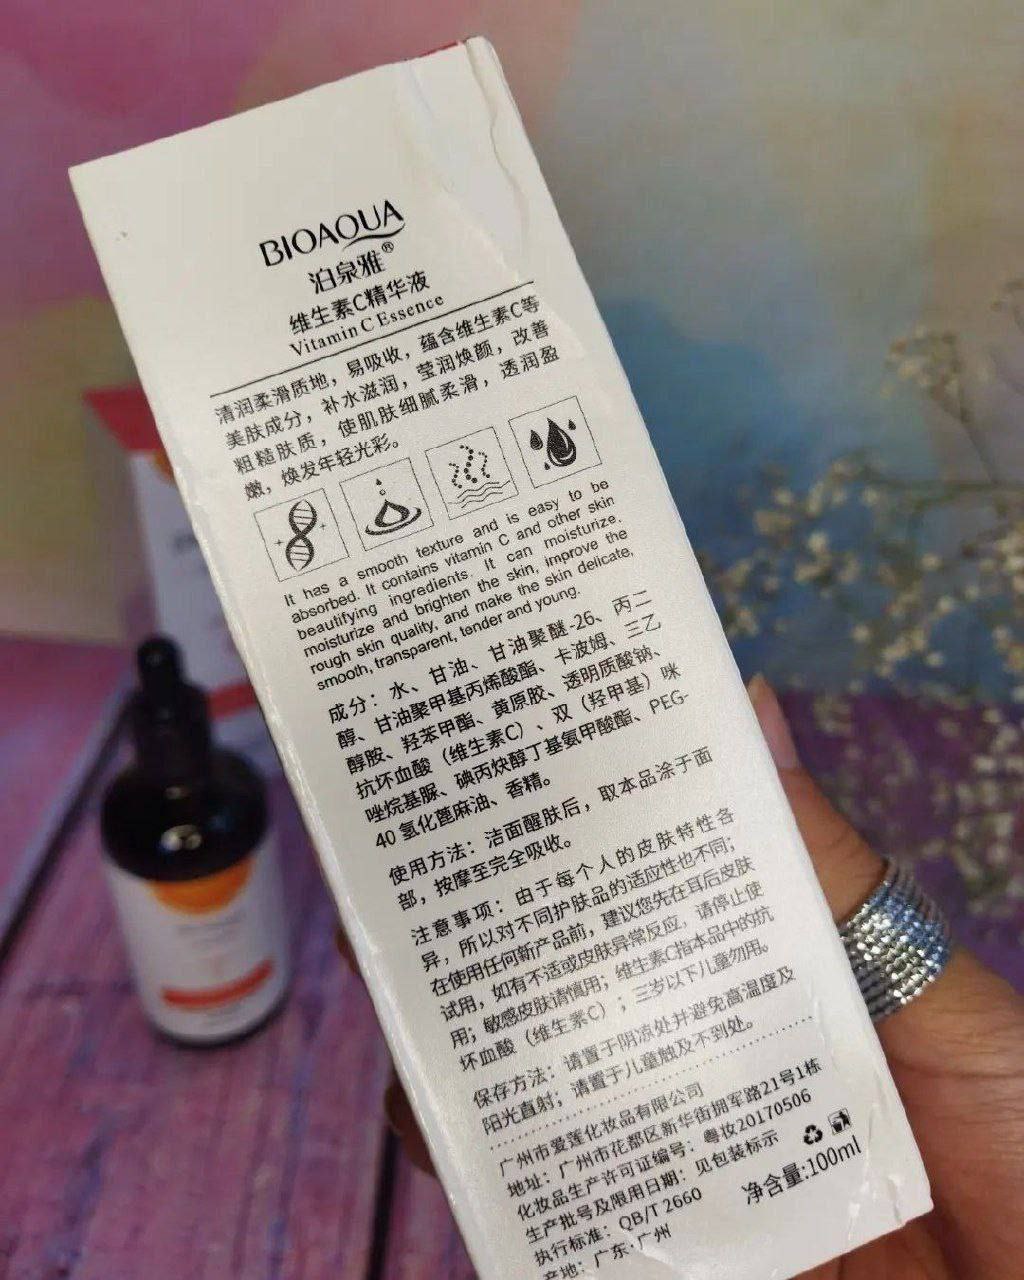 BIOAQUA
泊泉雅®
维生素C精华液
Vitamin C Essence
清润柔滑质地，易吸收，蕴含维生素C等
美肤成分，补水滋润，莹润焕颜，改善
粗糙肤质，使肌肤细腻柔滑，透润盈
嫩，焕发年轻光彩。
It has a smooth texture and is easy to be
absorbed. It contains vitamin C and other skin
beautifying ingredients. It can moisturize.
moisturize and brighten the skin, improve the
rough skin quality, and make the skin delicate,
smooth, transparent, tender and young.
成分：水、甘油、甘油聚醚-26、丙二
醇、甘油聚甲基丙烯酸酯、卡波姆、三乙
醇胺、羟苯甲酯、黄原胶、透明质酸钠、
抗坏血酸（维生素C）、双（羟甲基）咪
唑烷基脲、碘丙炔醇丁基氨甲酸酯、PEG-
40 氢化蓖麻油、香精。
使用方法：洁面醒肤后，取本品涂于面
部，按摩至完全吸收。
注意事项：由于每个人的皮肤特性各
异，所以对不同护肤品的适应性也不同；
在使用任何新产品前，建议您先在耳后皮肤
试用，如有不适或皮肤异常反应，请停止使
用；敏感皮肤请慎用；维生素C指本品中的抗
坏血酸（维生素C）；三岁以下儿童勿用。
保存方法：请置于阴凉处并避免高温度及
阳光直射；请置于儿童触及不到处。
广州市爱莲化妆品有限公司
地址：广州市花都区新华街拥军路21号1栋
化妆品生产许可证编号：粤妆20170506
生产批号及限用日期：见包装标示
执行标准：QB/T 2660
净含量:100ml
产地：广东·广州